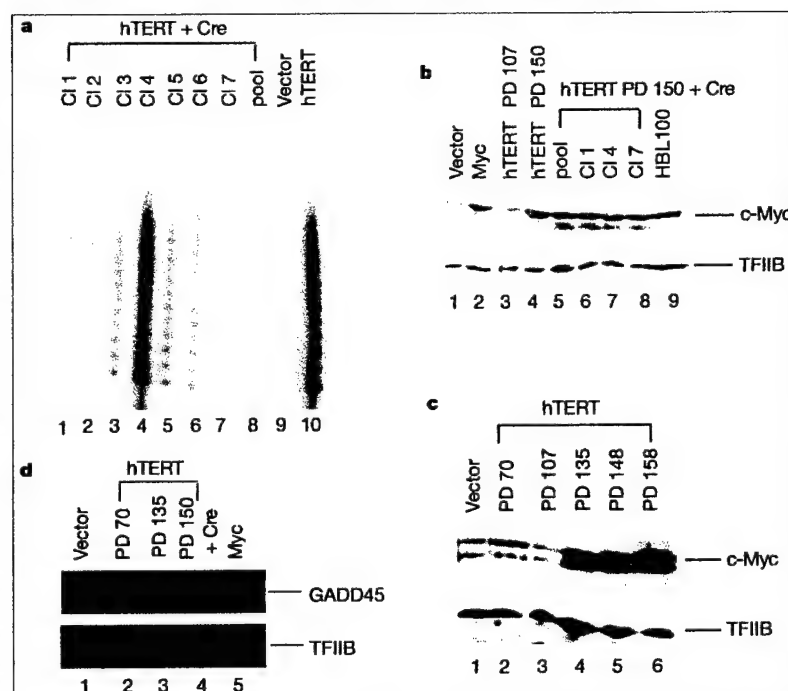 a
hTERT + Cre
Cl 1
Cl 2
Cl 3
Cl 4
Cl 5
Cl 6
Cl 7
pool
Vector
hTERT
1 2 3 4 5 6 7 8 9 10
b
hTERT PD 150 + Cre
Vector
Myc
hTERT PD 107
hTERT PD 150
pool
Cl 1
Cl 4
Cl 7
HBL100
c-Myc
TFIIB
1 2 3 4 5 6 7 8 9
c
hTERT
Vector
PD 70
PD 107
PD 135
PD 148
PD 158
c-Myc
TFIIB
1 2 3 4 5 6
d
hTERT
Vector
PD 70
PD 135
PD 150
+ Cre
Myc
GADD45
TFIIB
1 2 3 4 5